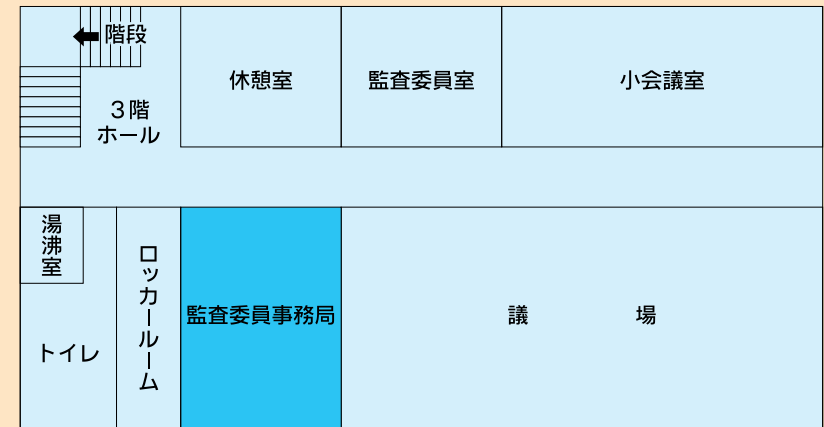 階段
3階
ホール
休憩室
監査委員室
小会議室
湯沸室
トイレ
ロッカールーム
監査委員事務局
議場